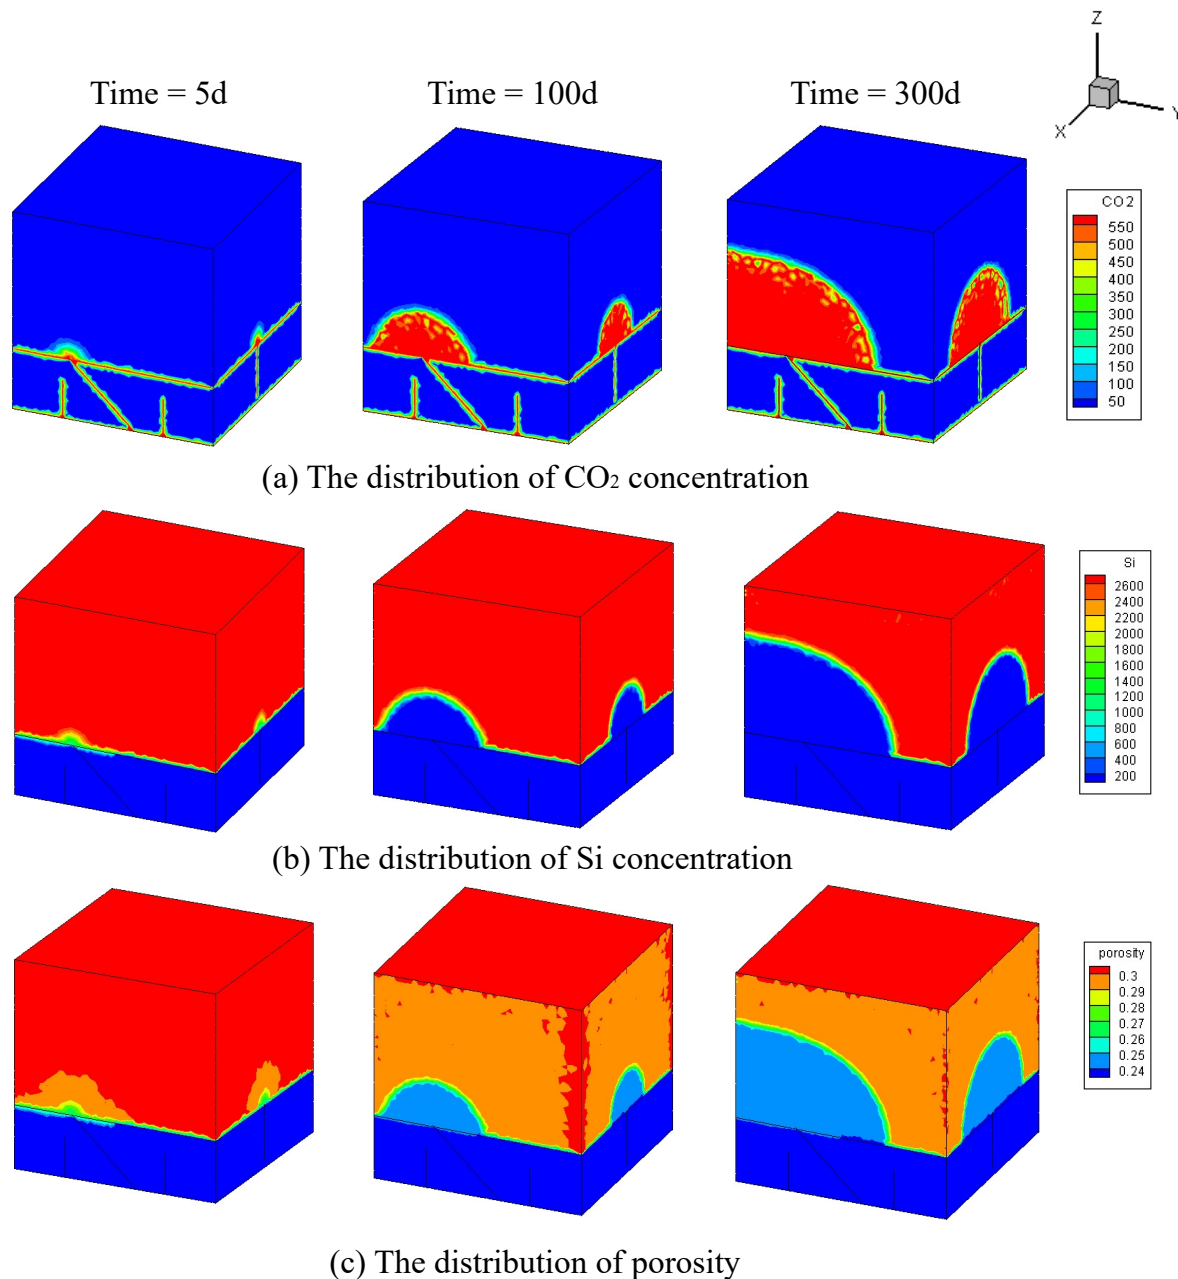 Z
Y
X
Time = 5d
Time = 100d
Time = 300d
CO2
550
500
450
400
350
300
250
200
150
100
50
(a) The distribution of CO₂ concentration
Si
2600
2400
2200
2000
1800
1600
1400
1200
1000
800
600
400
200
(b) The distribution of Si concentration
porosity
0.3
0.29
0.28
0.27
0.26
0.25
0.24
(c) The distribution of porosity